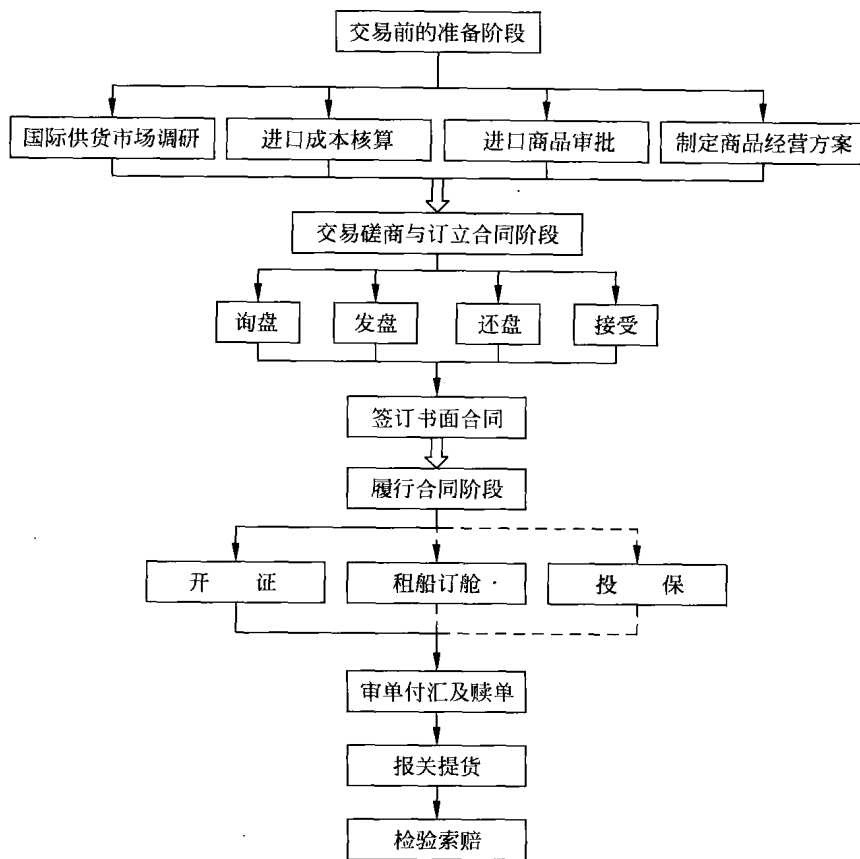 交易前的准备阶段
国际供货市场调研
进口成本核算
进口商品审批
制定商品经营方案
交易磋商与订立合同阶段
询盘
发盘
还盘
接受
签订书面合同
履行合同阶段
开 证
租船订舱
投 保
审单付汇及赎单
报关提货
检验索赔